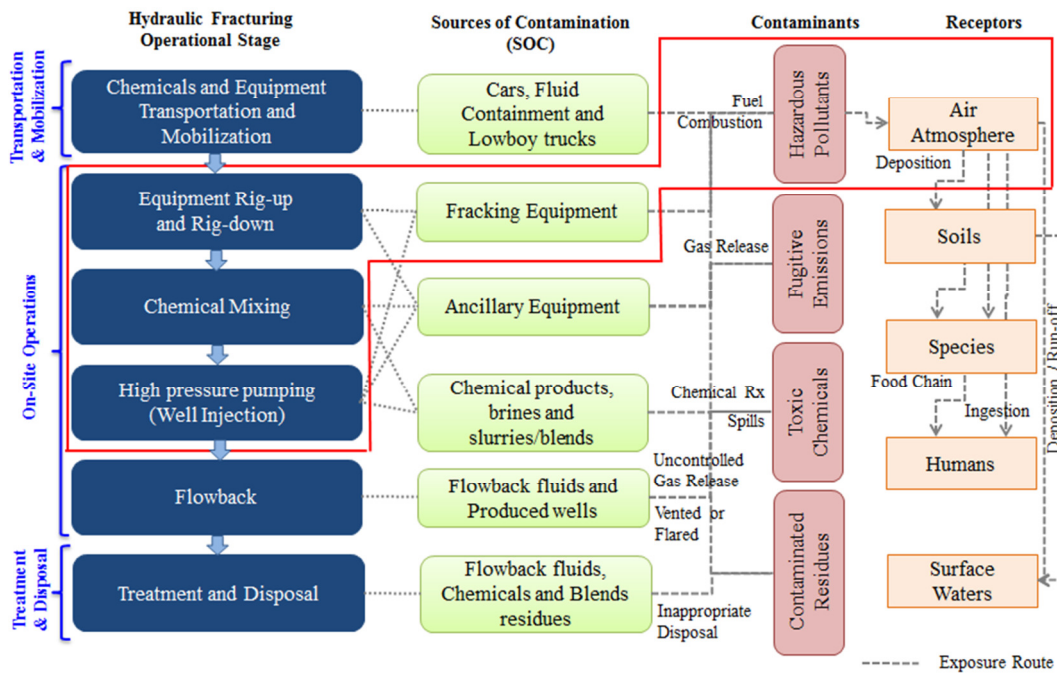 Hydraulic Fracturing
Operational Stage
Sources of Contamination
(SOC)
Contaminants
Receptors
Transportation
& Mobilization
Chemicals and Equipment
Transportation and
Mobilization
Cars, Fluid
Containment and
Lowboy trucks
Fuel
Combustion
Hazardous
Pollutants
Air
Atmosphere
Deposition
On-Site Operations
Equipment Rig-up
and Rig-down
Fracking Equipment
Gas Release
Fugitive
Emissions
Soils
Chemical Mixing
Ancillary Equipment
Species
Food Chain
Ingestion
Deposition / Run-off
High pressure pumping
(Well Injection)
Chemical products,
brines and
slurries/blends
Chemical Rx
Spills
Toxic
Chemicals
Humans
Flowback
Flowback fluids and
Produced wells
Uncontrolled
Gas Release
Vented or
Flared
Contaminated
Residues
Treatment
& Disposal
Treatment and Disposal
Flowback fluids,
Chemicals and Blends
residues
Inappropriate
Disposal
Surface
Waters
Exposure Route